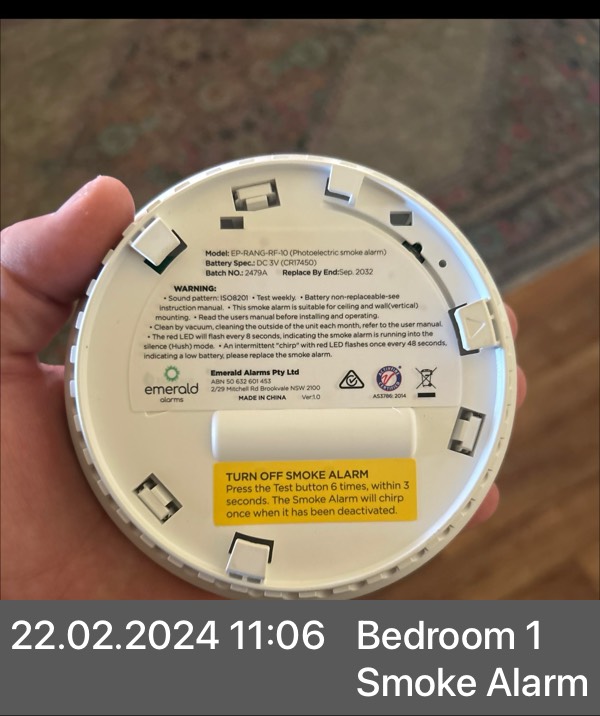 Model: EP-RANG-RF-10 (Photoelectric smoke alarm)
Battery Spec.: DC 3V (CR17450)
Batch NO.: 2479A Replace By End:Sep. 2032
WARNING:
• Sound pattern: ISO8201 • Test weekly. • Battery non-replaceable-see
instruction manual. • This smoke alarm is suitable for ceiling and wall(vertical)
mounting. • Read the users manual before installing and operating.
• Clean by vacuum, cleaning the outside of the unit each month, refer to the user manual.
• The red LED will flash every 8 seconds, indicating the smoke alarm is running into the
silence (Hush) mode. • An intermittent "chirp" with red LED flashes once every 48 seconds,
indicating a low battery, please replace the smoke alarm.
emerald
alarms
Emerald Alarms Pty Ltd
ABN 50 632 601 453
2/29 Mitchell Rd Brookvale NSW 2100
MADE IN CHINA Ver:1.0
AS3786: 2014
TURN OFF SMOKE ALARM
Press the Test button 6 times, within 3
seconds. The Smoke Alarm will chirp
once when it has been deactivated.
22.02.2024 11:06 Bedroom 1
Smoke Alarm